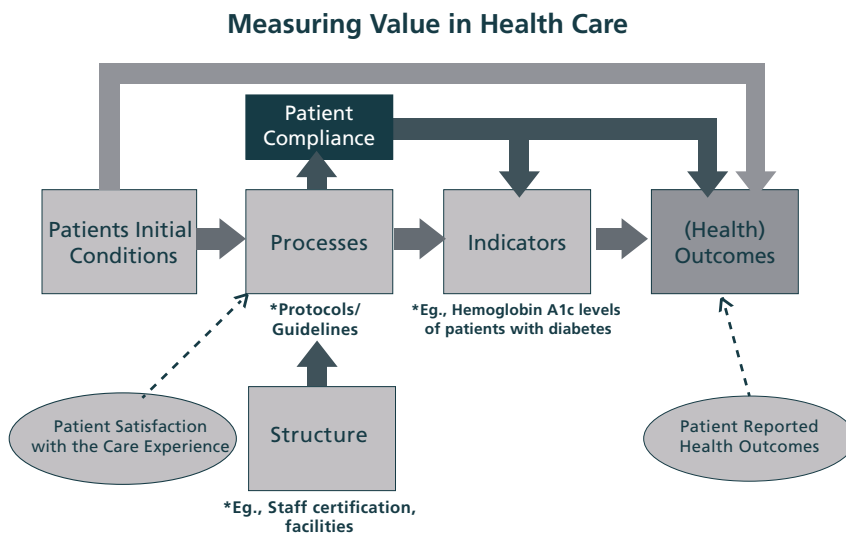 Measuring Value in Health Care
Patient
Compliance
Patients Initial
Conditions
Processes
Indicators
(Health)
Outcomes
*Protocols/
Guidelines
*Eg., Hemoglobin A1c levels
of patients with diabetes
Patient Satisfaction
with the Care Experience
Structure
Patient Reported
Health Outcomes
*Eg., Staff certification,
facilities